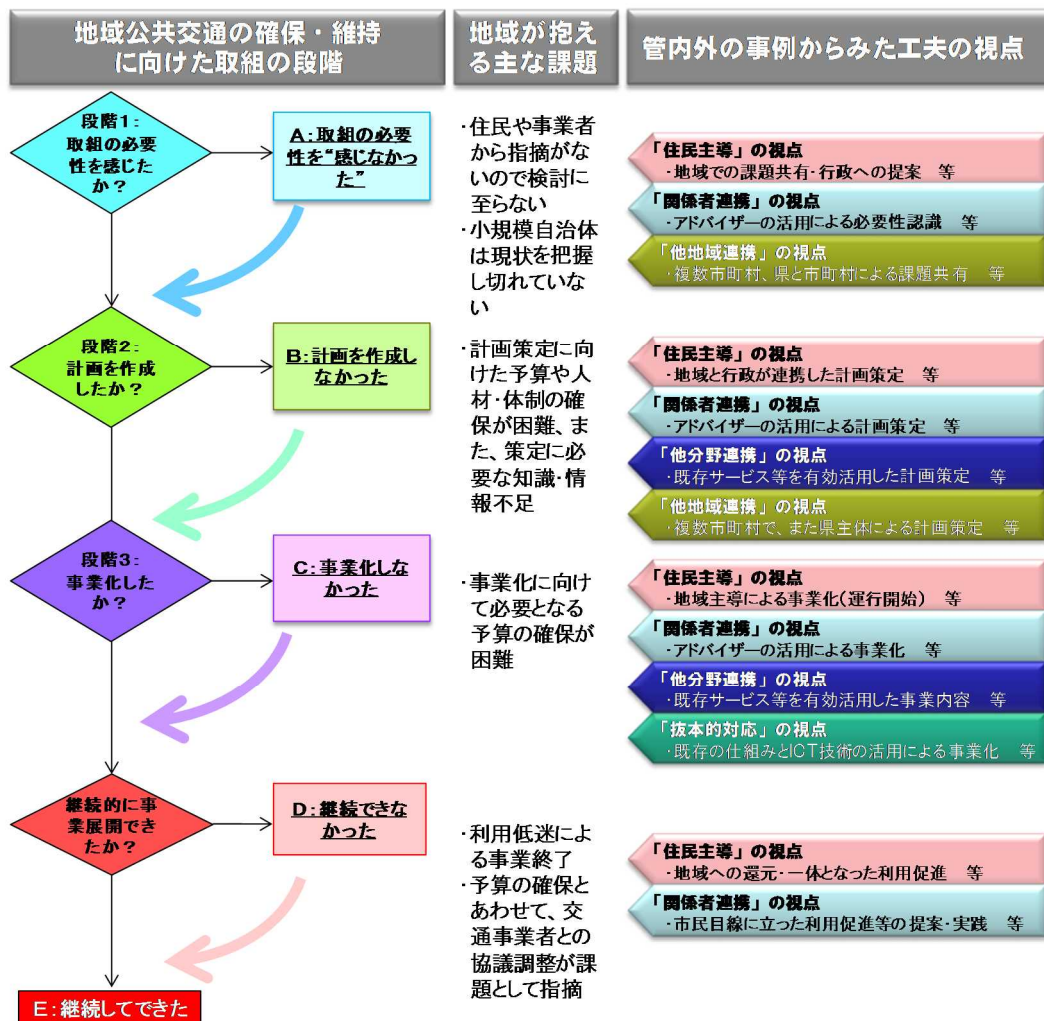 地域公共交通の確保・維持
に向けた取組の段階
地域が抱え
る主な課題
管内外の事例からみた工夫の視点
段階1:
取組の必要
性を感じた
か？
A:取組の必要
性を“感じなかっ
た”
・住民や事業者
から指摘がな
いので検討に
至らない
・小規模自治体
は現状を把握
し切れていな
い
「住民主導」の視点
・地域での課題共有・行政への提案　等
「関係者連携」の視点
・アドバイザーの活用による必要性認識　等
「他地域連携」の視点
・複数市町村、県と市町村による課題共有　等
段階2:
計画を作成
したか？
B:計画を作成し
なかった
・計画策定に向
けた予算や人
材・体制の確
保が困難、ま
た、策定に必
要な知識・情
報不足
「住民主導」の視点
・地域と行政が連携した計画策定　等
「関係者連携」の視点
・アドバイザーの活用による計画策定　等
「他分野連携」の視点
・既存サービス等を有効活用した計画策定　等
「他地域連携」の視点
・複数市町村で、また県主体による計画策定　等
段階3:
事業化した
か？
C:事業化しな
かった
・事業化に向け
て必要となる
予算の確保が
困難
「住民主導」の視点
・地域主導による事業化(運行開始)　等
「関係者連携」の視点
・アドバイザーの活用による事業化　等
「他分野連携」の視点
・既存サービス等を有効活用した事業内容　等
「抜本的対応」の視点
・既存の仕組みとICT技術の活用による事業化　等
継続的に事
業展開でき
たか？
D:継続できな
かった
・利用低迷によ
る事業終了
・予算の確保と
あわせて、交
通事業者との
協議調整が課
題として指摘
「住民主導」の視点
・地域への還元・一体となった利用促進　等
「関係者連携」の視点
・市民目線に立った利用促進等の提案・実践　等
E:継続してできた